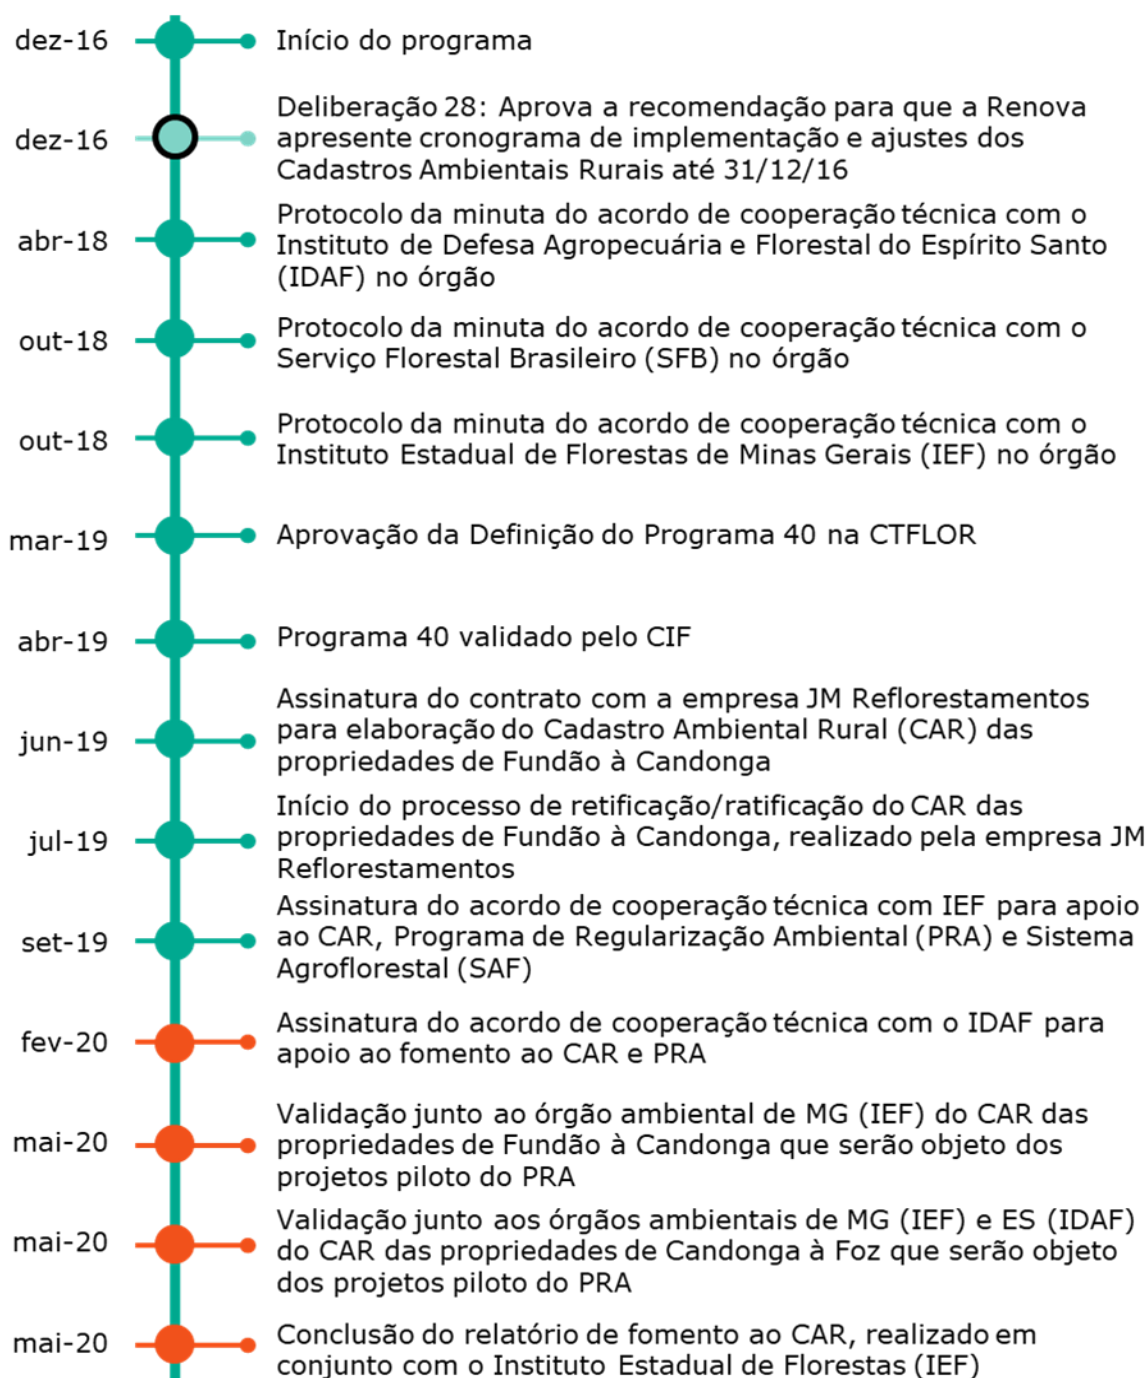 dez-16
Início do programa
dez-16
Deliberação 28: Aprova a recomendação para que a Renova
apresente cronograma de implementação e ajustes dos
Cadastros Ambientais Rurais até 31/12/16
abr-18
Protocolo da minuta do acordo de cooperação técnica com o
Instituto de Defesa Agropecuária e Florestal do Espírito Santo
(IDAF) no órgão
out-18
Protocolo da minuta do acordo de cooperação técnica com o
Serviço Florestal Brasileiro (SFB) no órgão
out-18
Protocolo da minuta do acordo de cooperação técnica com o
Instituto Estadual de Florestas de Minas Gerais (IEF) no órgão
mar-19
Aprovação da Definição do Programa 40 na CTFLOR
abr-19
Programa 40 validado pelo CIF
jun-19
Assinatura do contrato com a empresa JM Reflorestamentos
para elaboração do Cadastro Ambiental Rural (CAR) das
propriedades de Fundão à Candonga
jul-19
Início do processo de retificação/ratificação do CAR das
propriedades de Fundão à Candonga, realizado pela empresa JM
Reflorestamentos
set-19
Assinatura do acordo de cooperação técnica com IEF para apoio
ao CAR, Programa de Regularização Ambiental (PRA) e Sistema
Agroflorestal (SAF)
fev-20
Assinatura do acordo de cooperação técnica com o IDAF para
apoio ao fomento ao CAR e PRA
mai-20
Validação junto ao órgão ambiental de MG (IEF) do CAR das
propriedades de Fundão à Candonga que serão objeto dos
projetos piloto do PRA
mai-20
Validação junto aos órgãos ambientais de MG (IEF) e ES (IDAF)
do CAR das propriedades de Candonga à Foz que serão objeto
dos projetos piloto do PRA
mai-20
Conclusão do relatório de fomento ao CAR, realizado em
conjunto com o Instituto Estadual de Florestas (IEF)